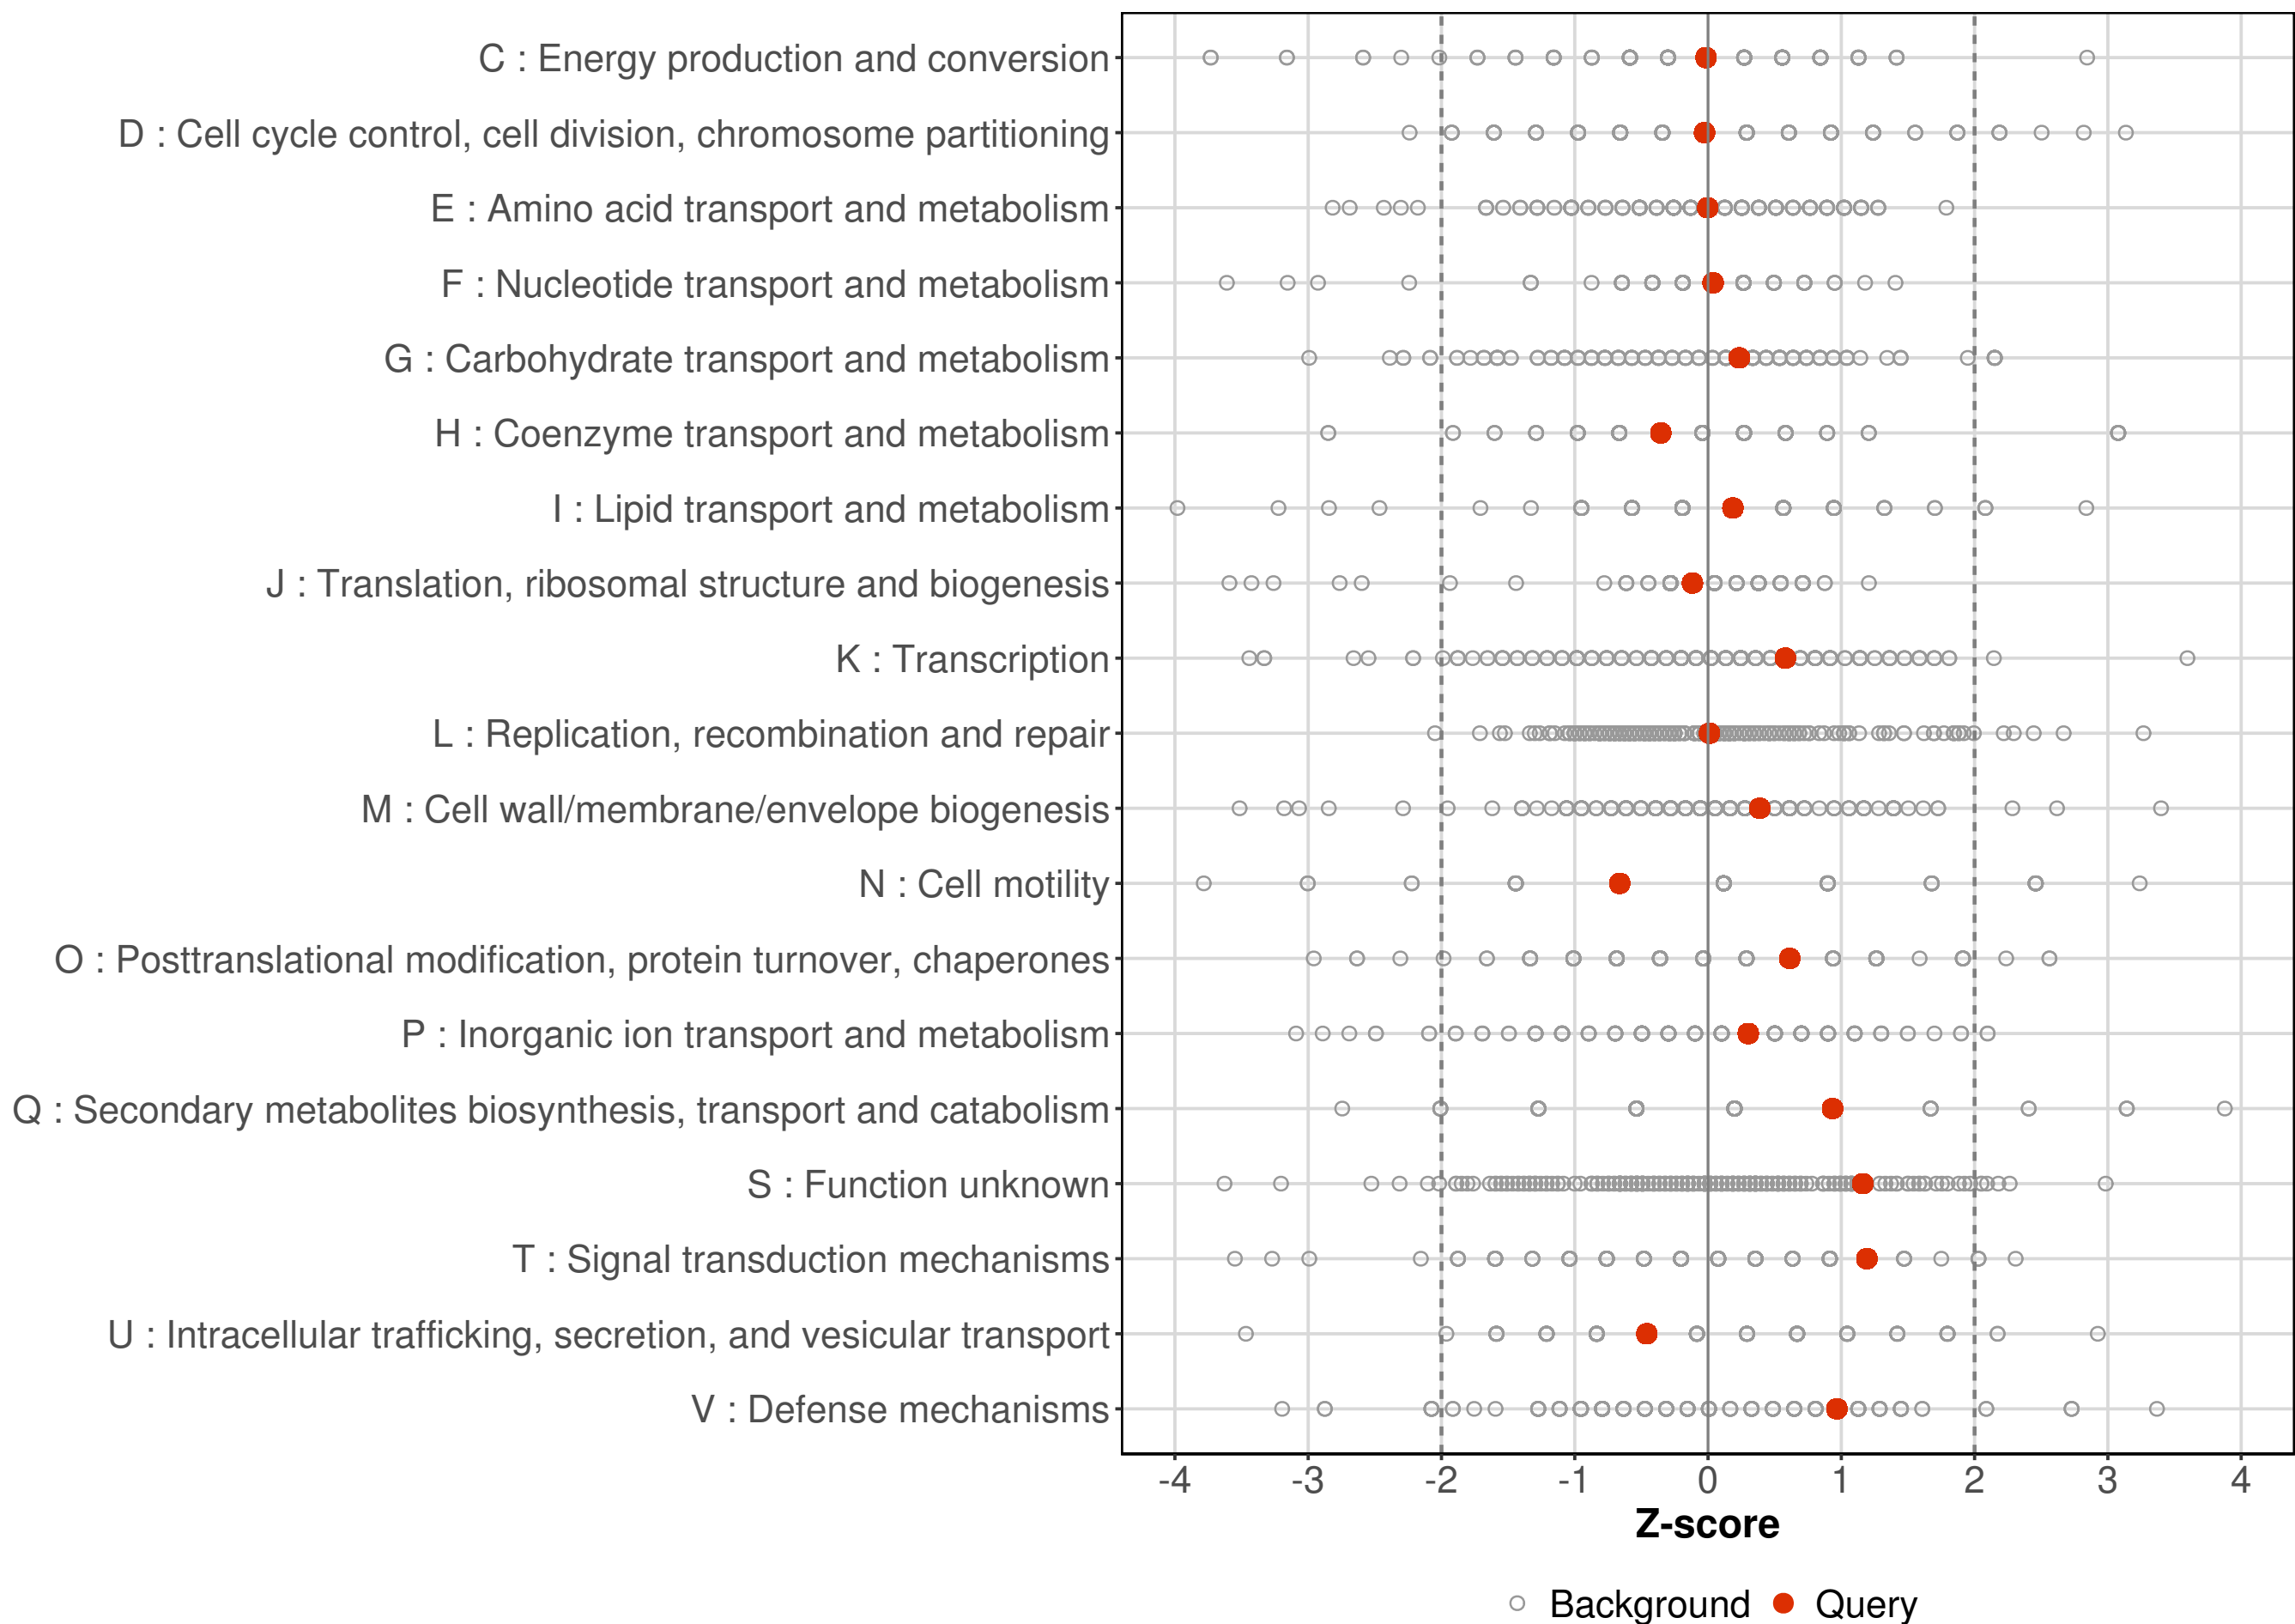 C : Energy production and conversion
D : Cell cycle control, cell division, chromosome partitioning
E : Amino acid transport and metabolism
F : Nucleotide transport and metabolism
G : Carbohydrate transport and metabolism
H : Coenzyme transport and metabolism
I : Lipid transport and metabolism
J : Translation, ribosomal structure and biogenesis
K : Transcription
L : Replication, recombination and repair
M : Cell wall/membrane/envelope biogenesis
N : Cell motility
O : Posttranslational modification, protein turnover, chaperones
P : Inorganic ion transport and metabolism
Q : Secondary metabolites biosynthesis, transport and catabolism
S : Function unknown
T : Signal transduction mechanisms
U : Intracellular trafficking, secretion, and vesicular transport
V : Defense mechanisms
-4 -3 -2 -1 0 1 2 3 4
Z-score
Background Query